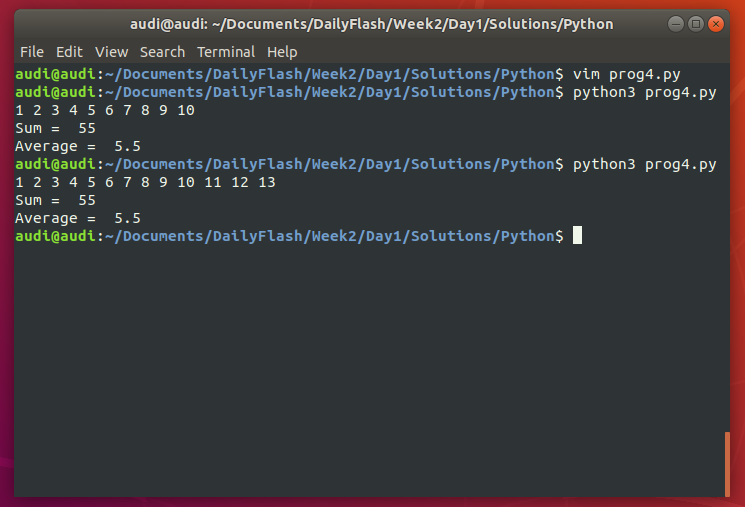 audi@audi: ~/Documents/DailyFlash/Week2/Day1/Solutions/Python
File Edit View Search Terminal Help
audi@audi:~/Documents/DailyFlash/Week2/Day1/Solutions/Python$ vim prog4.py
audi@audi:~/Documents/DailyFlash/Week2/Day1/Solutions/Python$ python3 prog4.py
1 2 3 4 5 6 7 8 9 10
Sum =  55
Average =  5.5
audi@audi:~/Documents/DailyFlash/Week2/Day1/Solutions/Python$ python3 prog4.py
1 2 3 4 5 6 7 8 9 10 11 12 13
Sum =  55
Average =  5.5
audi@audi:~/Documents/DailyFlash/Week2/Day1/Solutions/Python$